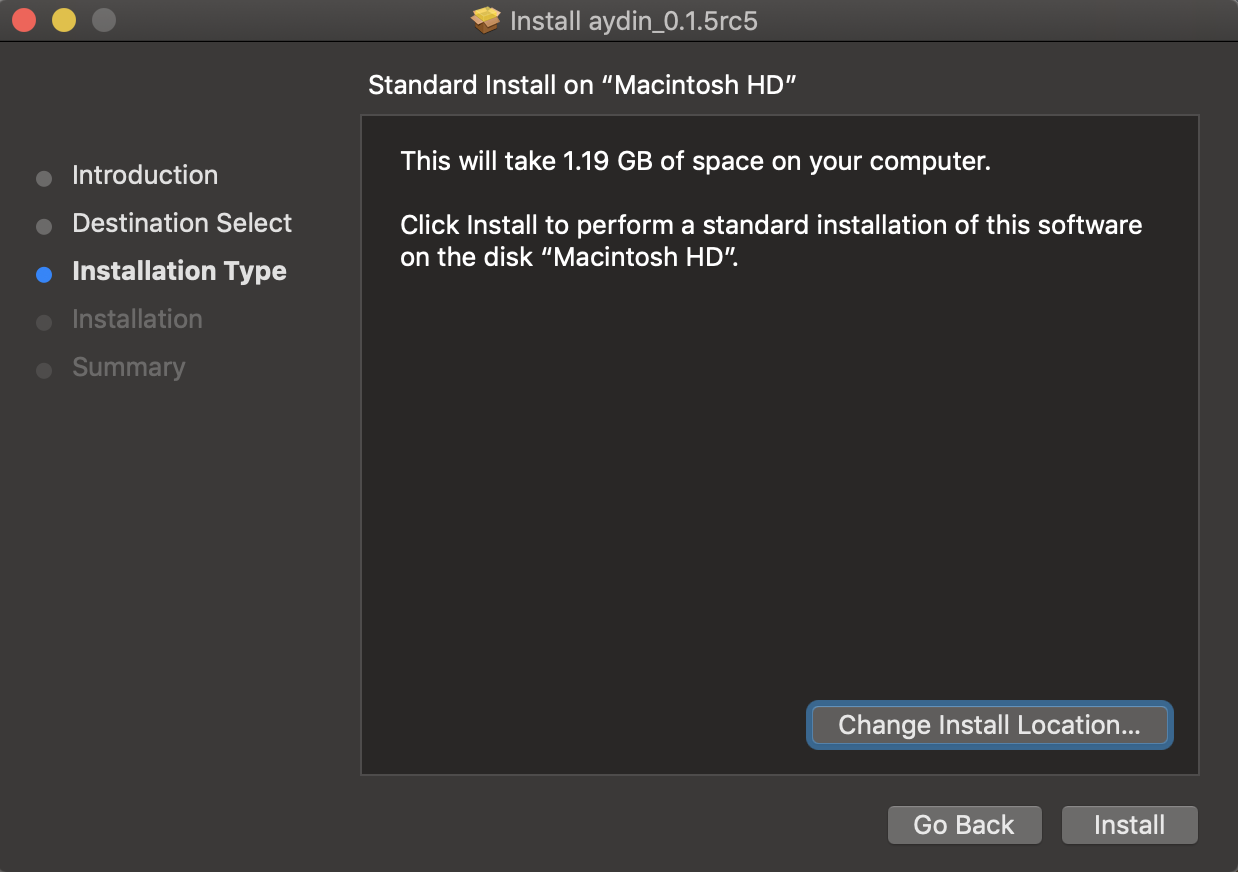 Install aydin_0.1.5rc5
Standard Install on “Macintosh HD”
Introduction
Destination Select
Installation Type
Installation
Summary
This will take 1.19 GB of space on your computer.
Click Install to perform a standard installation of this software
on the disk “Macintosh HD”.
Change Install Location...
Go Back
Install